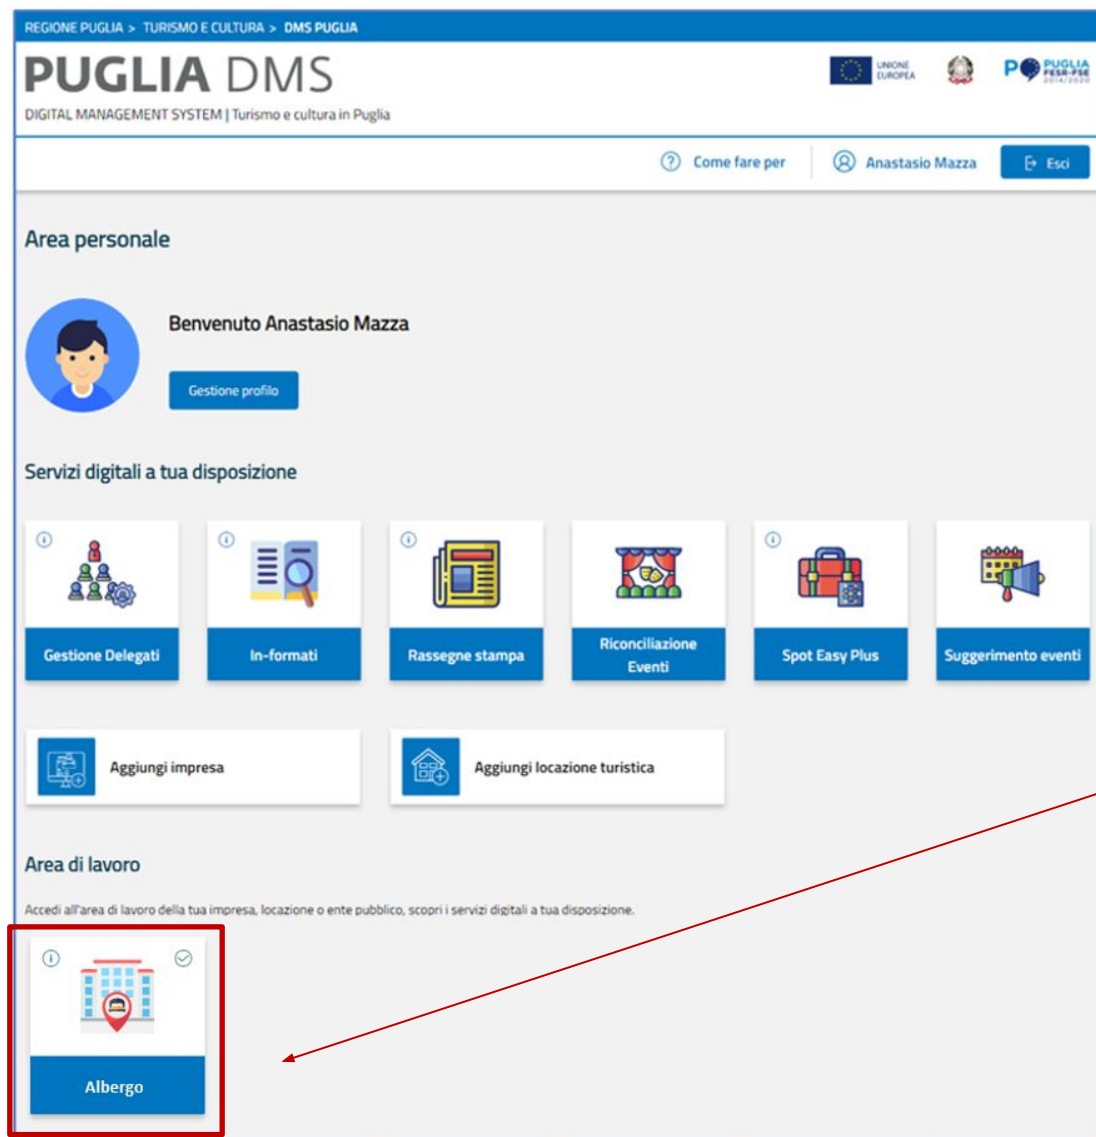 REGIONE PUGLIA > TURISMO E CULTURA > DMS PUGLIA
PUGLIA DMS
UNIONE
EUROPEA
PO PUGLIA
FESR-FSE
2014/2020
DIGITAL MANAGEMENT SYSTEM | Turismo e cultura in Puglia
Come fare per
Anastasio Mazza
Esci
Area personale
Benvenuto Anastasio Mazza
Gestione profilo
Servizi digitali a tua disposizione
Gestione Delegati
In-formati
Rassegne stampa
Riconciliazione
Eventi
Spot Easy Plus
Suggerimento eventi
Aggiungi impresa
Aggiungi locazione turistica
Area di lavoro
Accedi all'area di lavoro della tua impresa, locazione o ente pubblico, scopri i servizi digitali a tua disposizione.
Albergo